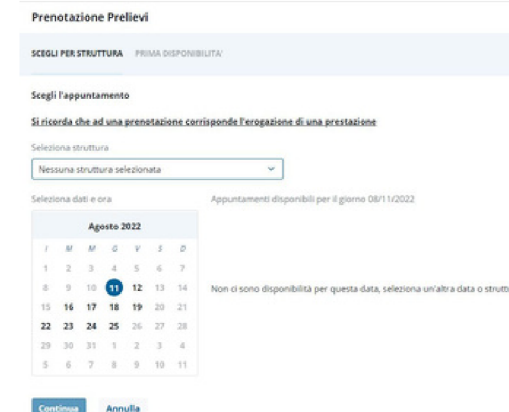 Prenotazione Prelievi
SCEGLI PER STRUTTURA PRIMA DISPONIBILITA'
Scegli l'appuntamento
Si ricorda che ad una prenotazione corrisponde l'erogazione di una prestazione
Seleziona struttura
Nessuna struttura selezionata
Seleziona dati e ora
Appuntamenti disponibili per il giorno 08/11/2022
Agosto 2022
l M M G V S D
1 2 3 4 5 6 7
8 9 10 11 12 13 14
Non ci sono disponibilità per questa data, seleziona un'altra data o strutt
15 16 17 18 19 20 21
22 23 24 25 26 27 28
29 30 31 1 2 3 4
5 6 7 8 9 10 11
Continua Annulla